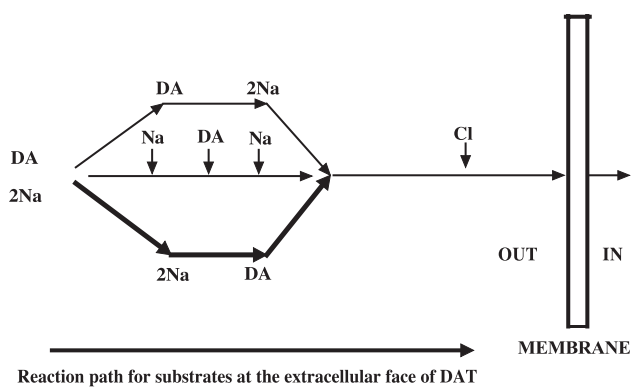 DA 2Na
Na DA Na
Cl
DA
2Na
2Na DA
OUT IN
MEMBRANE
Reaction path for substrates at the extracellular face of DAT